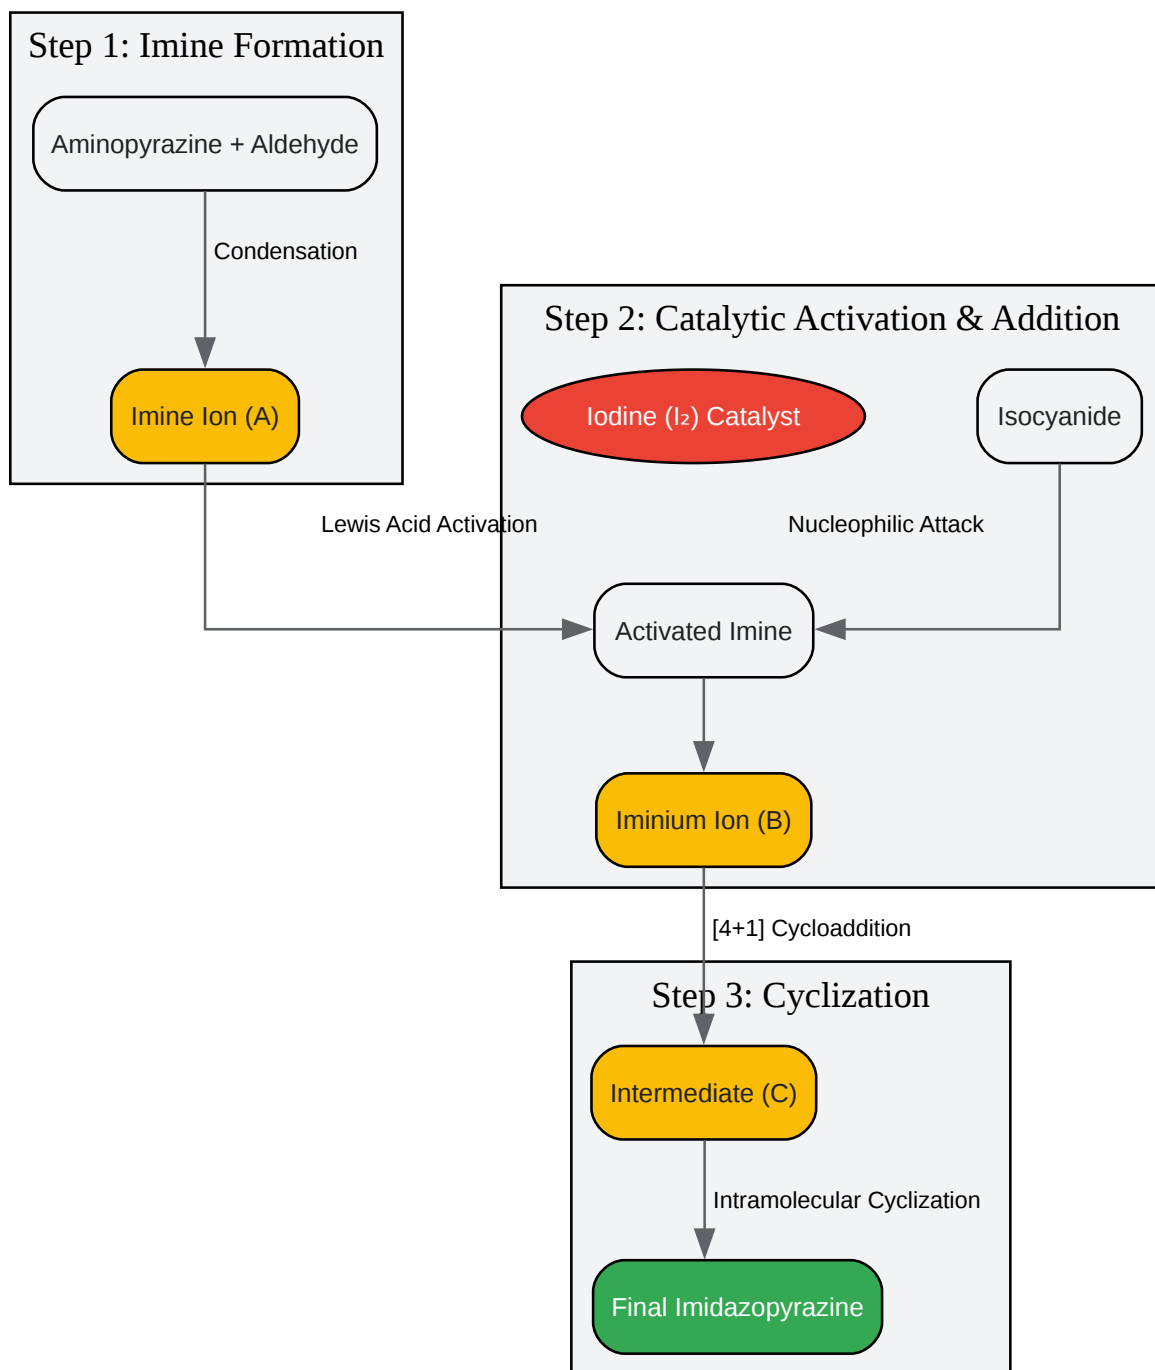 Step 1: Imine Formation
Aminopyrazine + Aldehyde
Condensation
Imine Ion (A)
Step 2: Catalytic Activation & Addition
Iodine (I₂) Catalyst
Isocyanide
Lewis Acid Activation
Nucleophilic Attack
Activated Imine
Iminium Ion (B)
[4+1] Cycloaddition
Step 3: Cyclization
Intermediate (C)
Intramolecular Cyclization
Final Imidazopyrazine